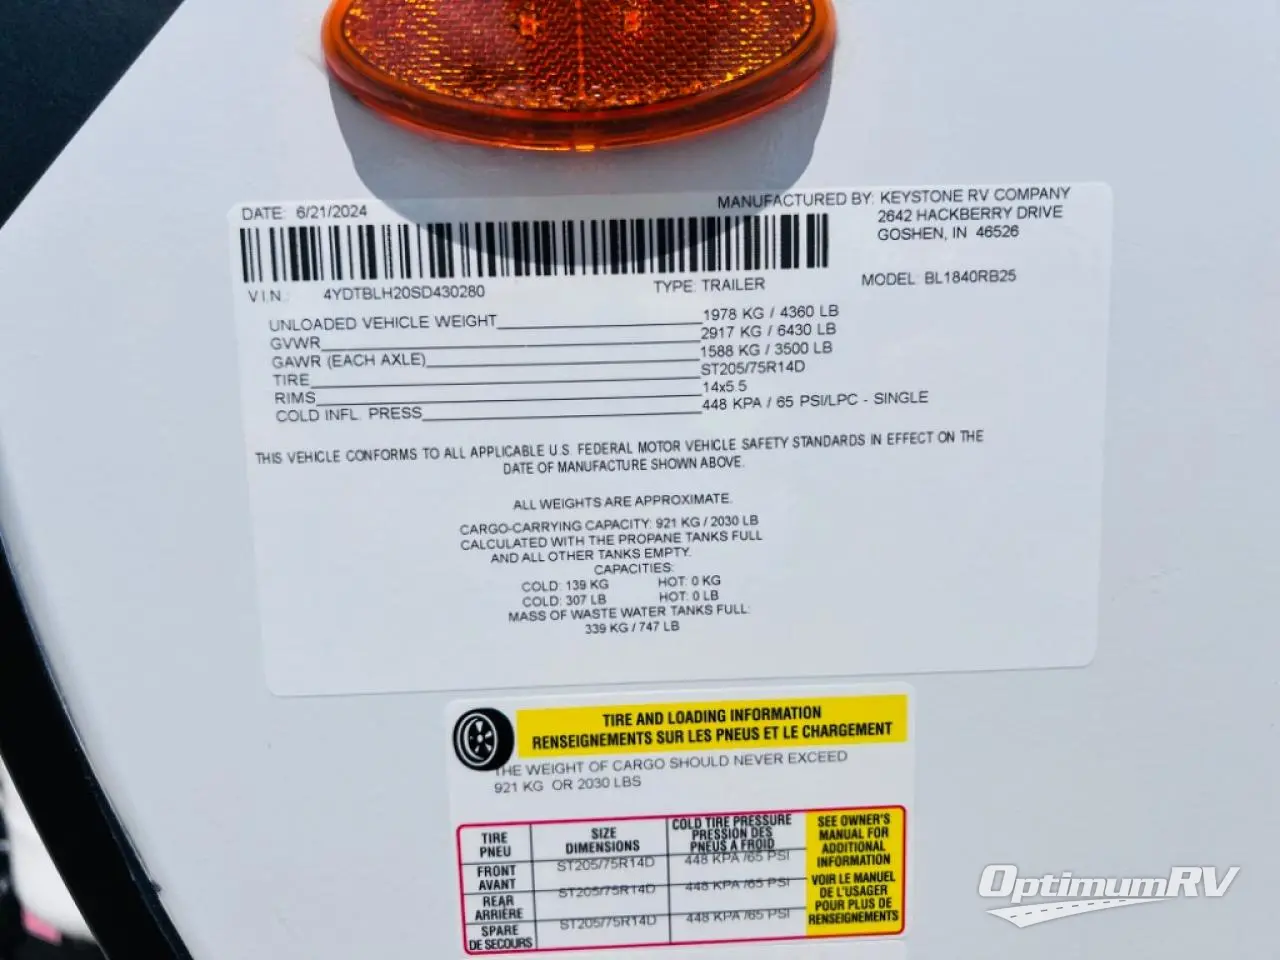 DATE: 6/21/2024
MANUFACTURED BY: KEYSTONE RV COMPANY
2642 HACKBERRY DRIVE
GOSHEN, IN 46526
V.I.N.: 4YDTBLH20SD430280
TYPE: TRAILER
MODEL: BL1840RB25
UNLOADED VEHICLE WEIGHT 1978 KG / 4360 LB
GVWR 2917 KG / 6430 LB
GAWR (EACH AXLE) 1588 KG / 3500 LB
TIRE ST205/75R14D
RIMS 14x5.5
COLD INFL. PRESS 448 KPA / 65 PSI/LPC - SINGLE
THIS VEHICLE CONFORMS TO ALL APPLICABLE U.S. FEDERAL MOTOR VEHICLE SAFETY STANDARDS IN EFFECT ON THE
DATE OF MANUFACTURE SHOWN ABOVE.
ALL WEIGHTS ARE APPROXIMATE.
CARGO-CARRYING CAPACITY: 921 KG / 2030 LB
CALCULATED WITH THE PROPANE TANKS FULL
AND ALL OTHER TANKS EMPTY.
CAPACITIES:
COLD: 139 KG HOT: 0 KG
COLD: 307 LB HOT: 0 LB
MASS OF WASTE WATER TANKS FULL:
339 KG / 747 LB
TIRE AND LOADING INFORMATION
RENSEIGNEMENTS SUR LES PNEUS ET LE CHARGEMENT
THE WEIGHT OF CARGO SHOULD NEVER EXCEED
921 KG OR 2030 LBS
TIRE
PNEU
SIZE
DIMENSIONS
COLD TIRE PRESSURE
PRESSION DES
PNEUS A FROID
FRONT
AVANT
ST205/75R14D
448 KPA /65 PSI
REAR
ARRIÈRE
ST205/75R14D
448 KPA /65 PSI
SPARE
DE SECOURS
ST205/75R14D
448 KPA /65 PSI
SEE OWNER'S
MANUAL FOR
ADDITIONAL
INFORMATION
VOIR LE MANUEL
DE L'USAGER
POUR PLUS DE
RENSEIGNEMENTS
OptimumRV